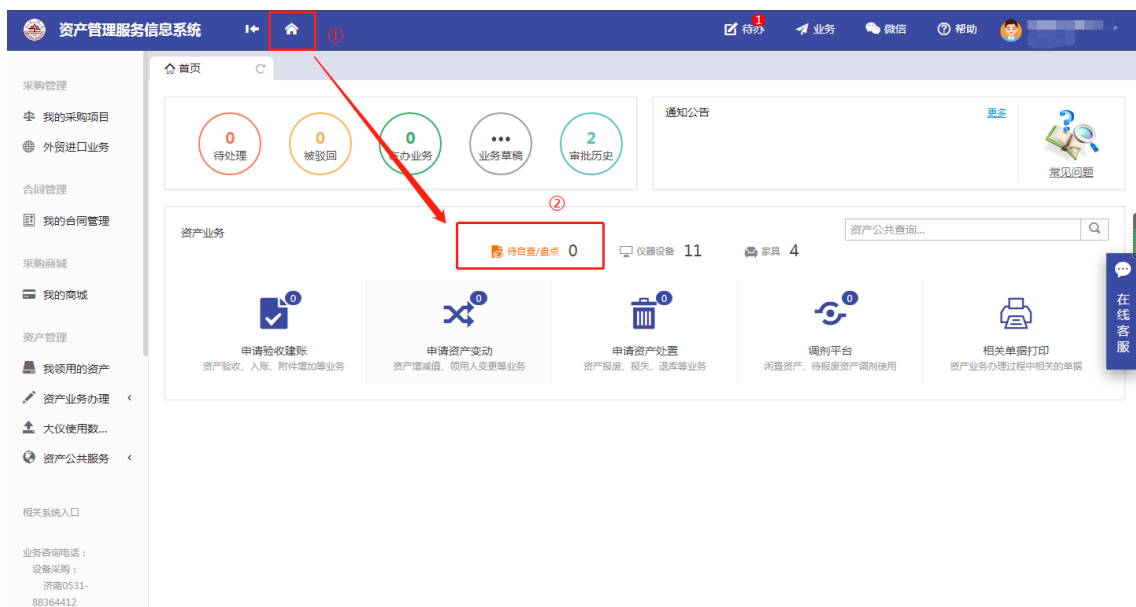 资产管理服务信息系统
①
待办
1
业务
微信
帮助
首页
采购管理
我的采购项目
外贸进口业务
合同管理
我的合同管理
采购商城
我的商城
资产管理
我领用的资产
资产业务办理
大仪使用数...
资产公共服务
相关系统入口
业务咨询电话：
设备采购：
济南0531-
88364412
0
待处理
0
被驳回
0
在办业务
业务草稿
2
审批历史
通知公告
更多
常见问题
②
资产业务
待自查/盘点 0
仪器设备 11
家具 4
资产公共查询...
0
申请验收建账
资产验收、入账、附件增加等业务
0
申请资产变动
资产增减值、领用人变更等业务
0
申请资产处置
资产报废、报失、退库等业务
0
调剂平台
闲置资产、待报废资产调剂使用
相关单据打印
资产业务办理过程中相关的单据
在线客服